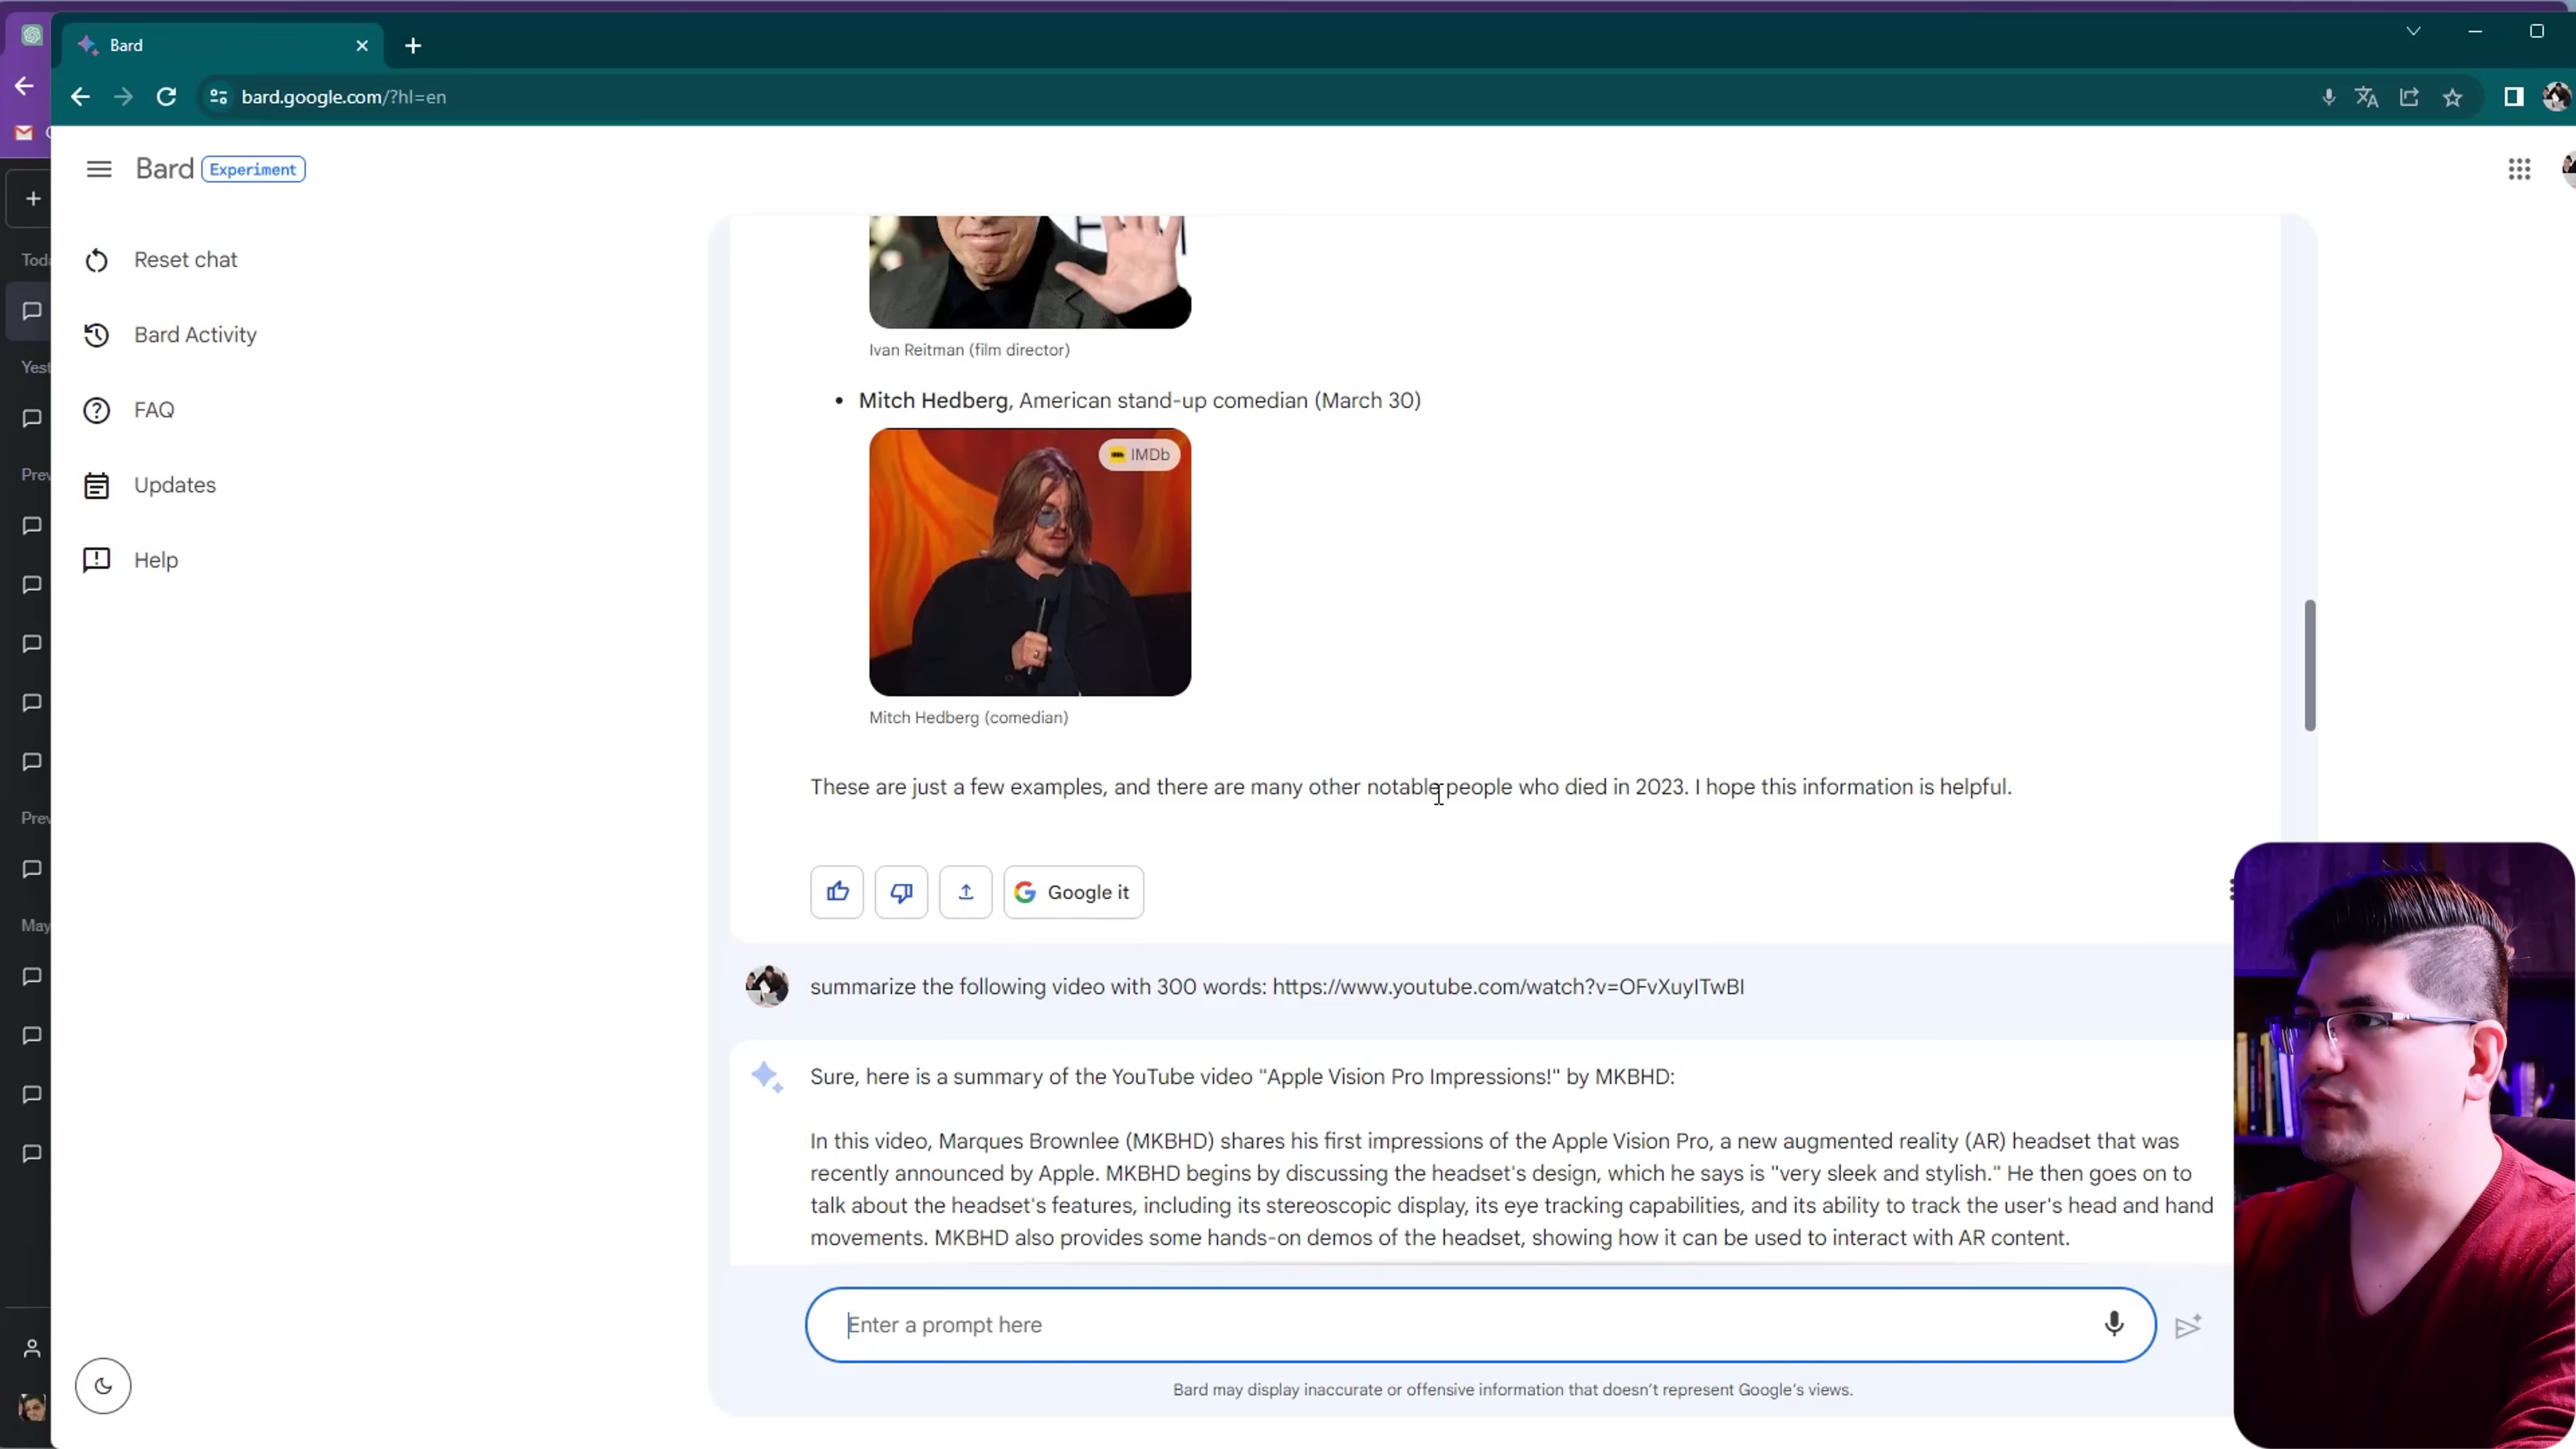 Bard
bard.google.com/?hl=en
Bard Experiment
Toda
Reset chat
Bard Activity
Yest
FAQ
Prev
Updates
Help
Prev
May
Ivan Reitman (film director)
• Mitch Hedberg, American stand-up comedian (March 30)
IMDb
Mitch Hedberg (comedian)
These are just a few examples, and there are many other notable people who died in 2023. I hope this information is helpful.
Google it
summarize the following video with 300 words: https://www.youtube.com/watch?v=OFvXuyITwBI
Sure, here is a summary of the YouTube video "Apple Vision Pro Impressions!" by MKBHD:
In this video, Marques Brownlee (MKBHD) shares his first impressions of the Apple Vision Pro, a new augmented reality (AR) headset that was
recently announced by Apple. MKBHD begins by discussing the headset's design, which he says is "very sleek and stylish." He then goes on to
talk about the headset's features, including its stereoscopic display, its eye tracking capabilities, and its ability to track the user's head and hand
movements. MKBHD also provides some hands-on demos of the headset, showing how it can be used to interact with AR content.
Enter a prompt here
Bard may display inaccurate or offensive information that doesn't represent Google's views.